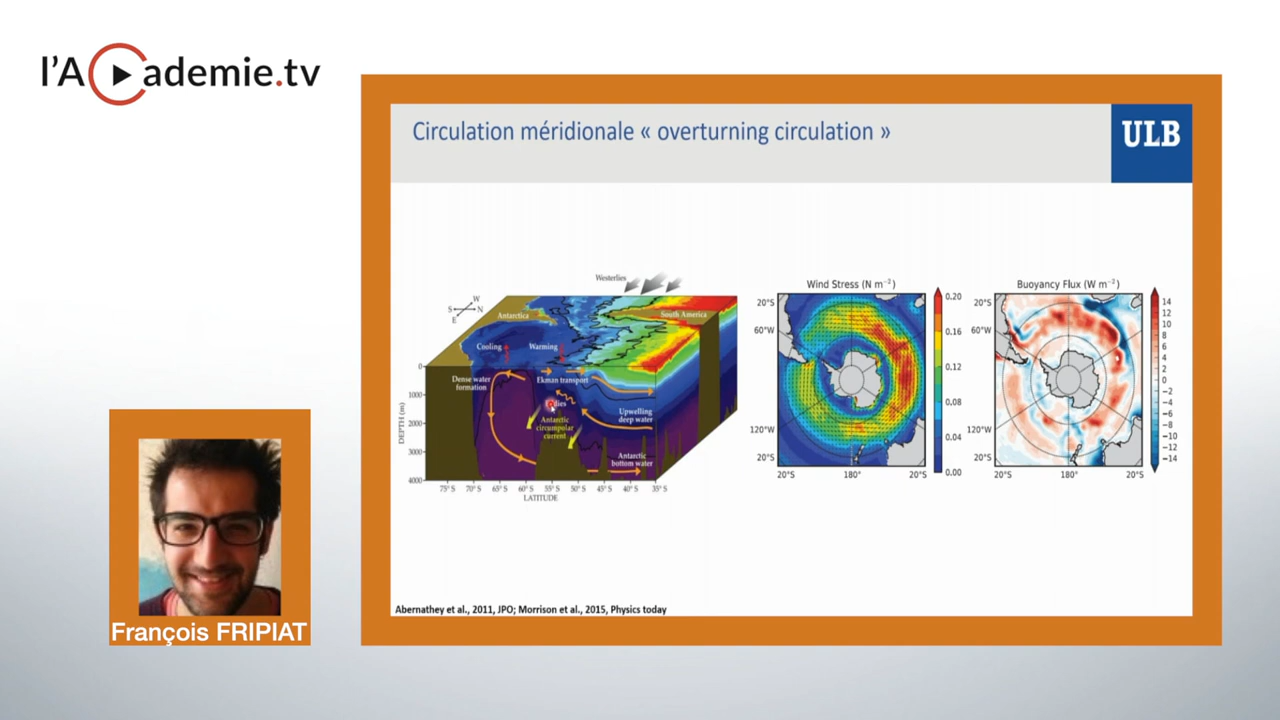 l'Academie.tv
Circulation méridionale « overturning circulation »
ULB
Westerlies
W
S
N
E
Antarctica
South America
Cooling
Warming
Dense water
formation
Ekman transport
Upwelling
deep water
Antarctic
circumpolar
current
Antarctic
bottom water
DEPTH (m)
0
1000
2000
3000
4000
75° S 70° S 65° S 60° S 55° S 50° S 45° S 40° S 35° S
LATITUDE
Wind Stress (N m⁻²)
20°S
60°W
120°W
20°S
20°S 180° 20°S
0.20
0.16
0.12
0.08
0.04
0.00
Buoyancy Flux (W m⁻²)
20°S
60°W
120°W
20°S
20°S 180° 20°S
14
12
10
8
6
4
2
0
−2
−4
−6
−8
−10
−12
−14
Abernathey et al., 2011, JPO; Morrison et al., 2015, Physics today
François FRIPIAT